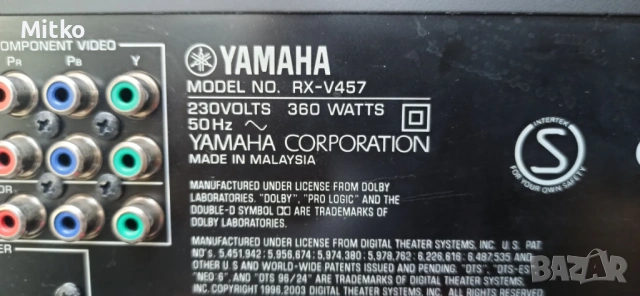 Mitko
COMPONENT VIDEO
PR PB Y
YAMAHA
MODEL NO. RX-V457
230VOLTS 360 WATTS
50Hz
YAMAHA CORPORATION
MADE IN MALAYSIA
INTERTEK
S
FOR YOUR OWN SAFETY
MANUFACTURED UNDER LICENSE FROM DOLBY
LABORATORIES. "DOLBY", "PRO LOGIC" AND THE
DOUBLE-D SYMBOL ARE TRADEMARKS OF
DOLBY LABORATORIES.
MANUFACTURED UNDER LICENSE FROM DIGITAL THEATER SYSTEMS, INC. U. S. PAT.
NO's. 5,451,942; 5,956,674; 5,974,380; 5,978,762; 6,226,616; 6,487,535 AND
OTHER U.S AND WORLD-WIDE PATENTS ISSUED AND PENDING. "DTS", "DTS-ES",
"NEO:6", AND "DTS 96/24" ARE TRADEMARKS OF DIGITAL THEATER SYSTEMS,
INC. COPYRIGHT 1996,2003 DIGITAL THEATER SYSTEMS, INC. ALL RIGHTS RESERVED.
bazar